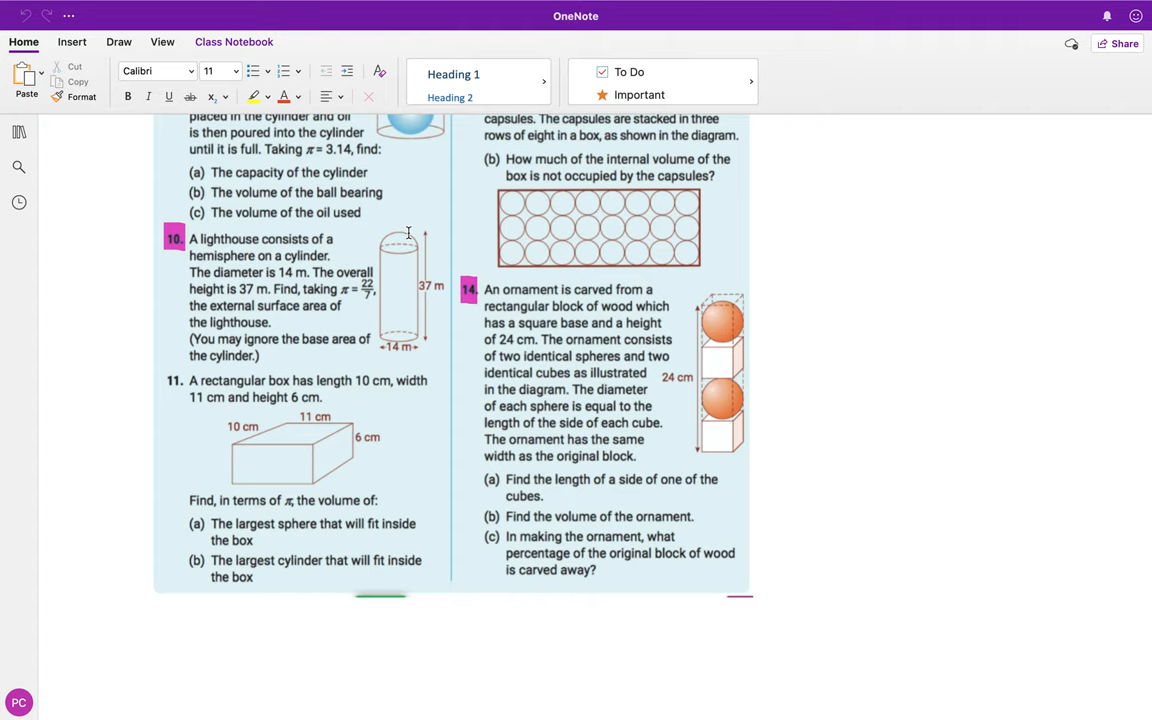 OneNote
Home Insert Draw View Class Notebook
Share
Paste
Cut
Copy
Format
Calibri 11
B I U ab x₂ A
Heading 1
Heading 2
To Do
Important
placed in the cylinder and oil
is then poured into the cylinder
until it is full. Taking π = 3.14, find:
(a) The capacity of the cylinder
(b) The volume of the ball bearing
(c) The volume of the oil used
10. A lighthouse consists of a
hemisphere on a cylinder.
The diameter is 14 m. The overall
height is 37 m. Find, taking π = 22/7,
the external surface area of
the lighthouse.
(You may ignore the base area of
the cylinder.)
37 m
14 m
11. A rectangular box has length 10 cm, width
11 cm and height 6 cm.
11 cm
10 cm
6 cm
Find, in terms of π, the volume of:
(a) The largest sphere that will fit inside
the box
(b) The largest cylinder that will fit inside
the box
capsules. The capsules are stacked in three
rows of eight in a box, as shown in the diagram.
(b) How much of the internal volume of the
box is not occupied by the capsules?
14. An ornament is carved from a
rectangular block of wood which
has a square base and a height
of 24 cm. The ornament consists
of two identical spheres and two
identical cubes as illustrated
in the diagram. The diameter
of each sphere is equal to the
length of the side of each cube.
The ornament has the same
width as the original block.
24 cm
(a) Find the length of a side of one of the
cubes.
(b) Find the volume of the ornament.
(c) In making the ornament, what
percentage of the original block of wood
is carved away?
PC